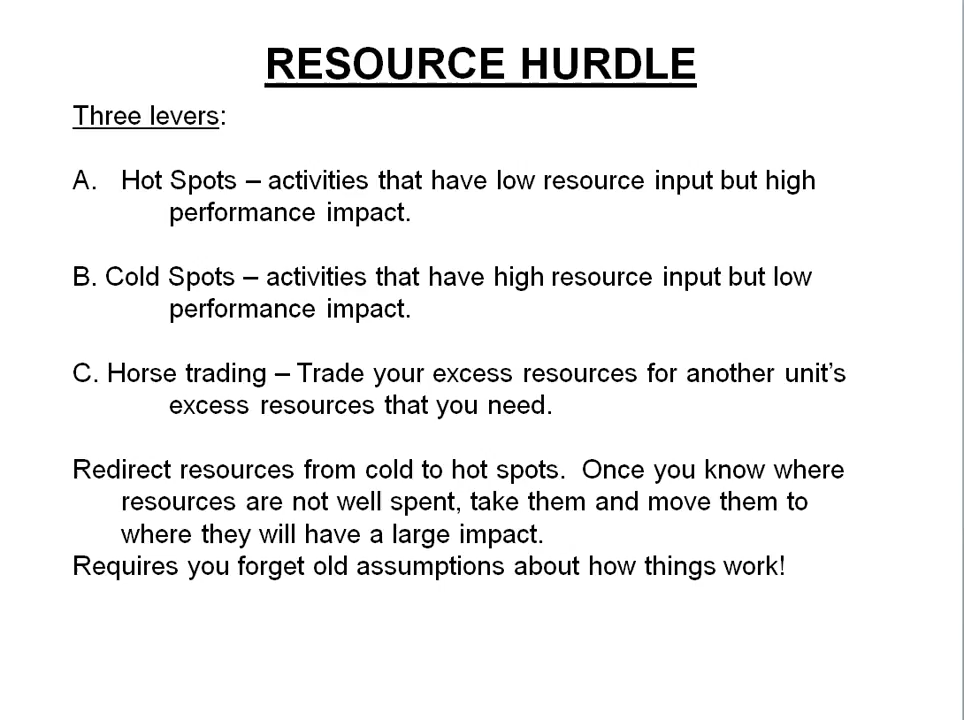 RESOURCE HURDLE
Three levers:
A. Hot Spots – activities that have low resource input but high
performance impact.
B. Cold Spots – activities that have high resource input but low
performance impact.
C. Horse trading – Trade your excess resources for another unit’s
excess resources that you need.
Redirect resources from cold to hot spots. Once you know where
resources are not well spent, take them and move them to
where they will have a large impact.
Requires you forget old assumptions about how things work!